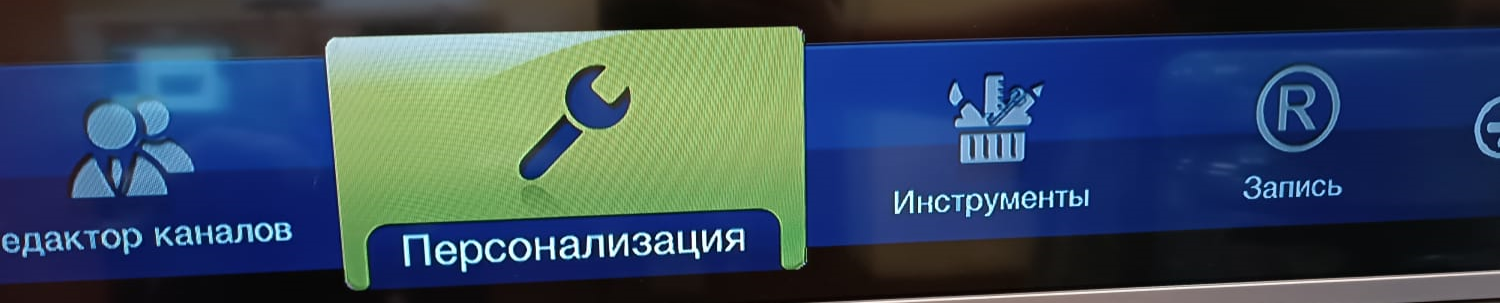 едактор каналов
Персонализация
Инструменты
R
Запись